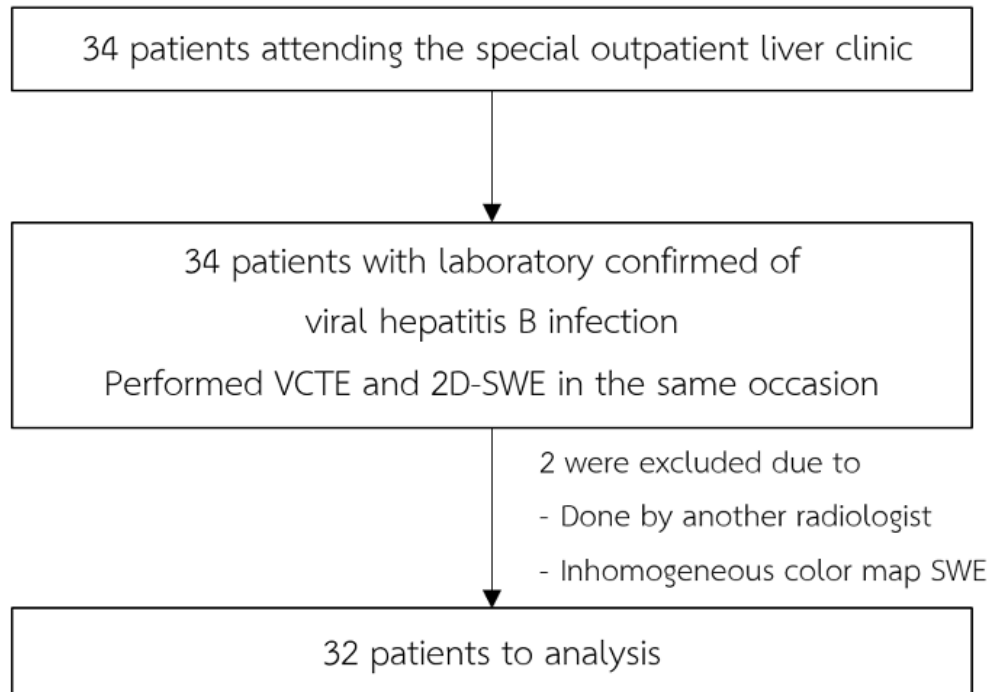 34 patients attending the special outpatient liver clinic
34 patients with laboratory confirmed of
viral hepatitis B infection
Performed VCTE and 2D-SWE in the same occasion
2 were excluded due to
- Done by another radiologist
- Inhomogeneous color map SWE
32 patients to analysis